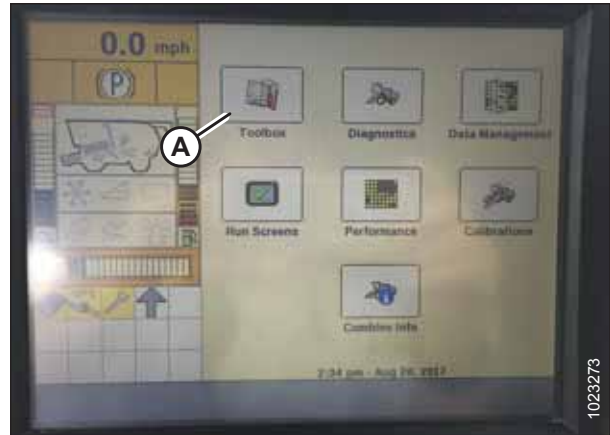 0.0 mph
(P)
A
Toolbox
Diagnostics
Data Management
Run Screens
Performance
Calibrations
Combine Info
2:34 pm - Aug 24, 2017
1023273